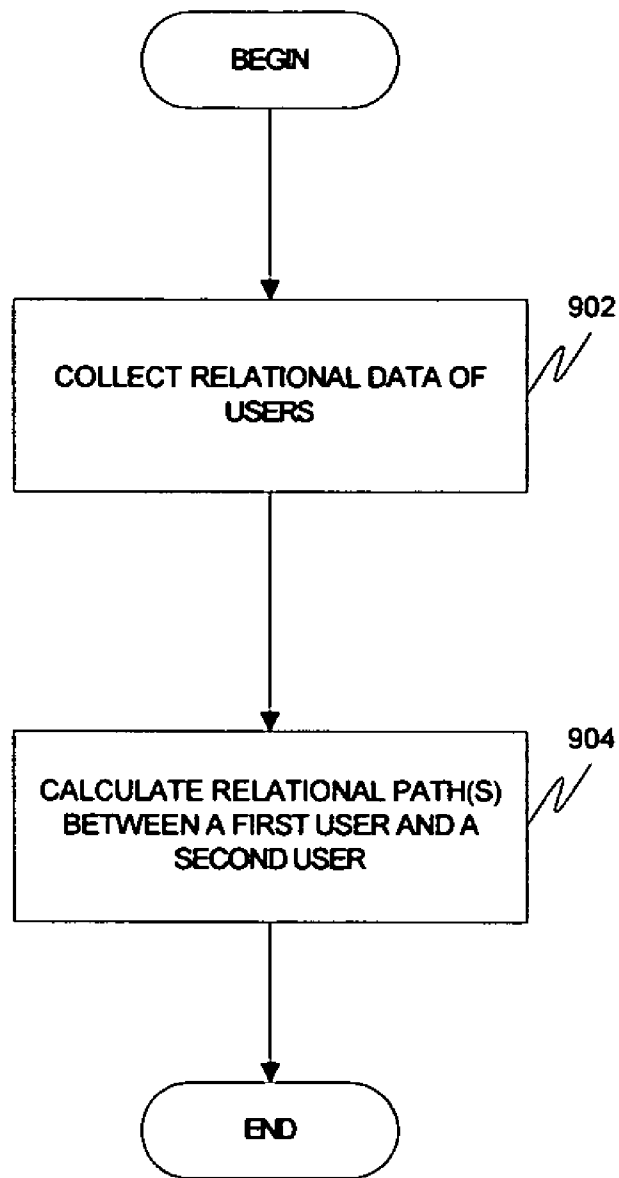 BEGIN
902
COLLECT RELATIONAL DATA OF
USERS
904
CALCULATE RELATIONAL PATH(S)
BETWEEN A FIRST USER AND A
SECOND USER
END